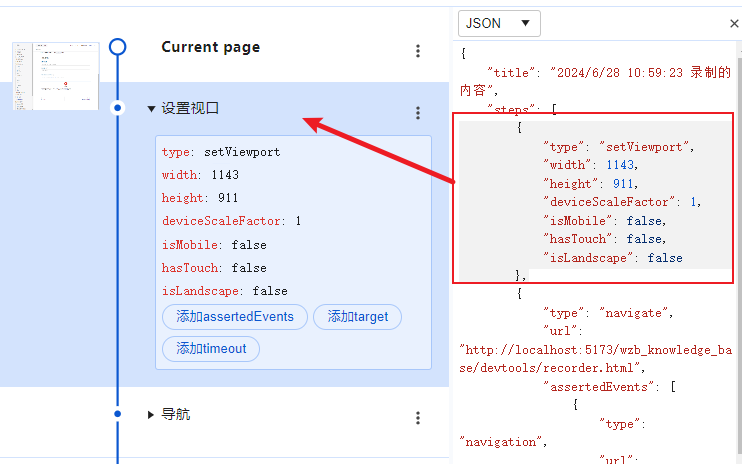 Current page
设置视口
type: setViewport
width: 1143
height: 911
deviceScaleFactor: 1
isMobile: false
hasTouch: false
isLandscape: false
添加assertedEvents
添加target
添加timeout
导航
JSON
{
"title": "2024/6/28 10:59:23 录制的
内容",
"steps": [
{
"type": "setViewport",
"width": 1143,
"height": 911,
"deviceScaleFactor": 1,
"isMobile": false,
"hasTouch": false,
"isLandscape": false
},
{
"type": "navigate",
"url":
"http://localhost:5173/wzb_knowledge_ba
se/devtools/recorder.html",
"assertedEvents": [
{
"type":
"navigation",
"url":